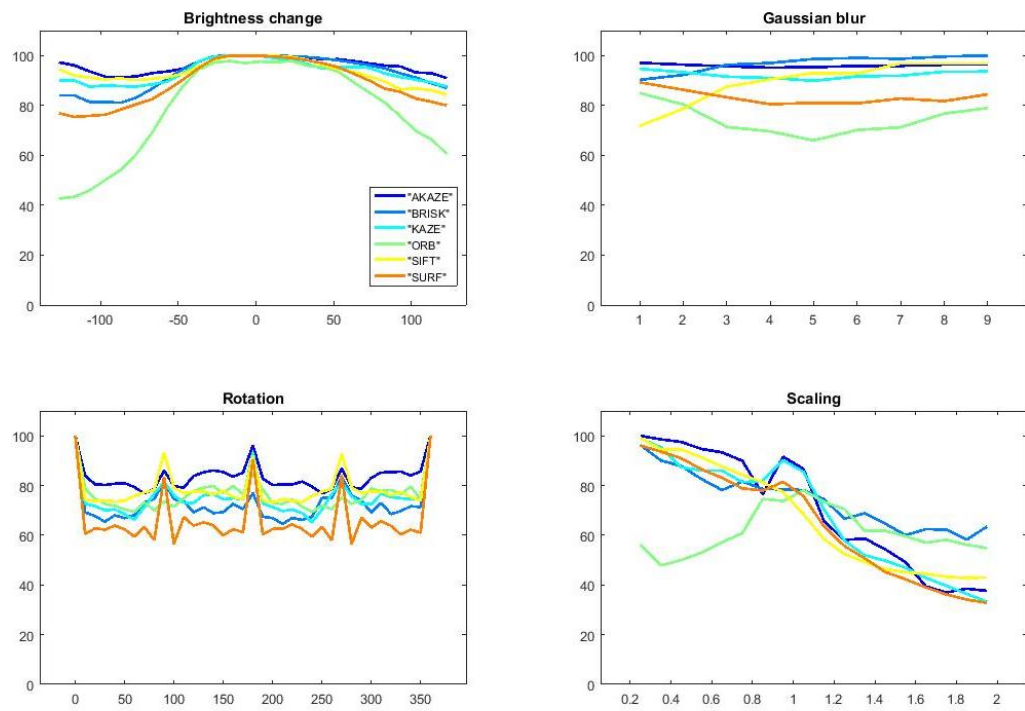 Brightness change
100
80
60
40
20
0
-100 -50 0 50 100
"AKAZE"
"BRISK"
"KAZE"
"ORB"
"SIFT"
"SURF"
Gaussian blur
100
80
60
40
20
0
1 2 3 4 5 6 7 8 9
Rotation
100
80
60
40
20
0
0 50 100 150 200 250 300 350
Scaling
100
80
60
40
20
0
0.2 0.4 0.6 0.8 1 1.2 1.4 1.6 1.8 2